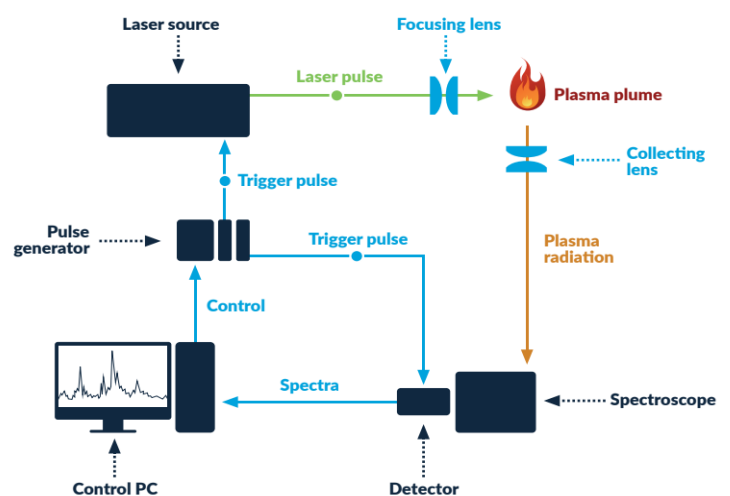 Laser source
Focusing lens
Laser pulse
Plasma plume
Collecting
lens
Trigger pulse
Pulse
generator
Trigger pulse
Plasma
radiation
Control
Spectra
Spectroscope
Control PC
Detector